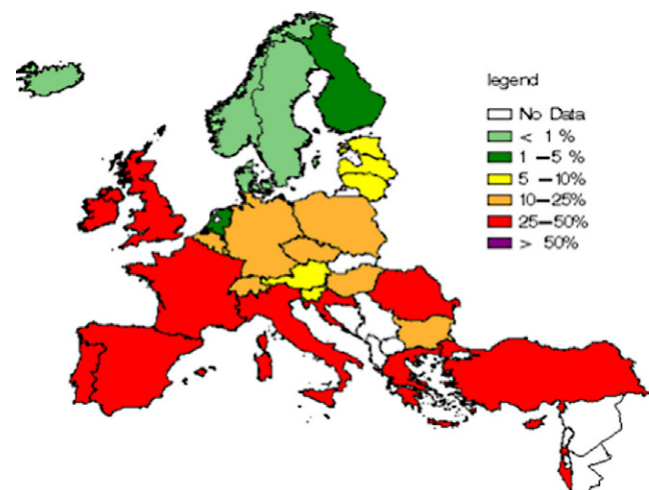 legend
No Data
< 1 %
1 –5 %
5 –10%
10–25%
25–50%
> 50%